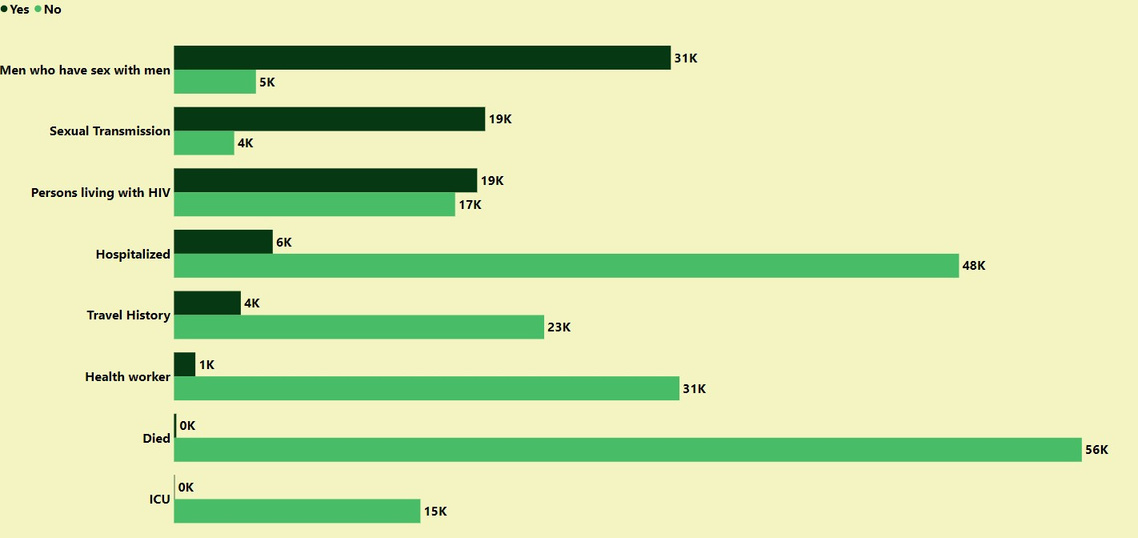 Yes No
Men who have sex with men
31K
5K
Sexual Transmission
19K
4K
Persons living with HIV
19K
17K
Hospitalized
6K
48K
Travel History
4K
23K
Health worker
1K
31K
Died
0K
56K
ICU
0K
15K